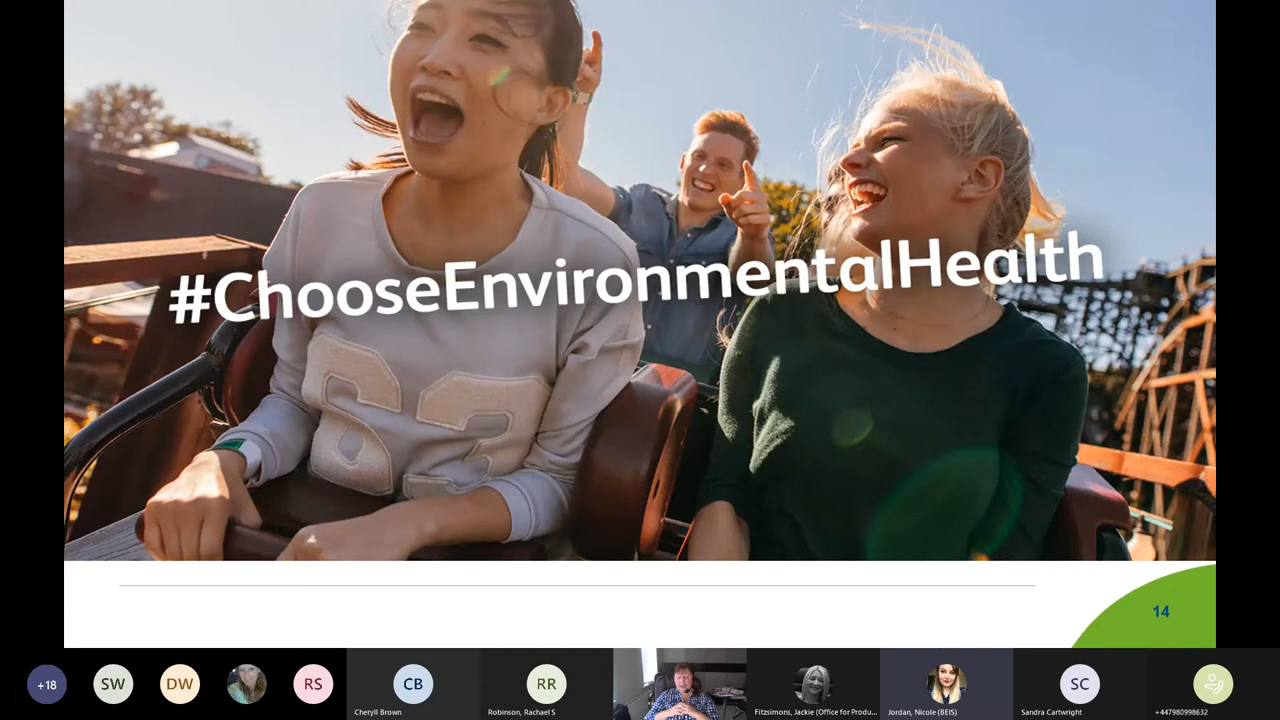 #ChooseEnvironmentalHealth
63
14
+18
SW
DW
RS
CB
Cheryll Brown
RR
Robinson, Rachael S
Fitzsimons, Jackie (Office for Produ...
Jordan, Nicole (BEIS)
SC
Sandra Cartwright
+447980998632